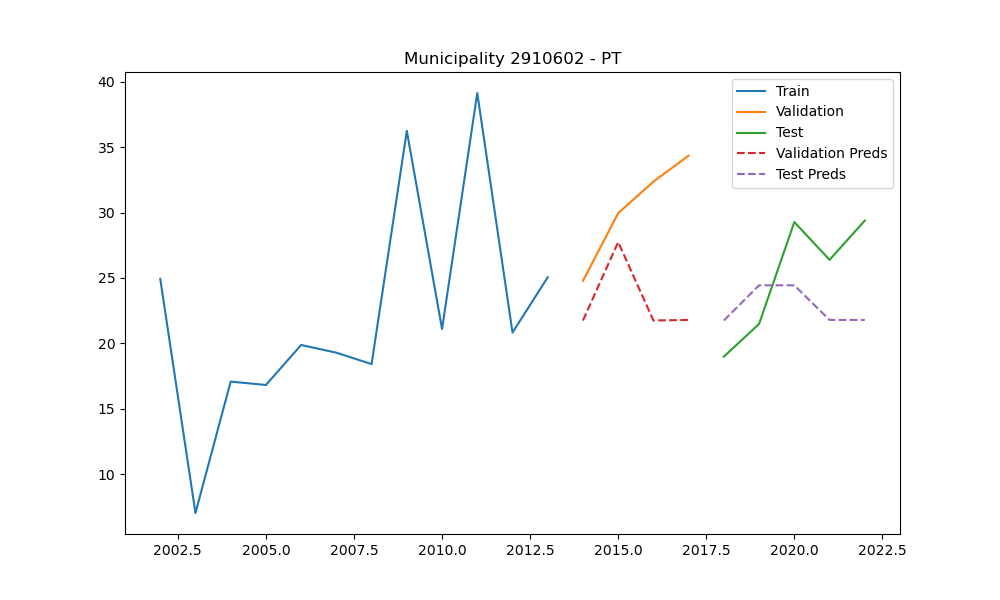 Municipality 2910602 - PT
40
35
30
25
20
15
10
2002.5 2005.0 2007.5 2010.0 2012.5 2015.0 2017.5 2020.0 2022.5
Train
Validation
Test
Validation Preds
Test Preds